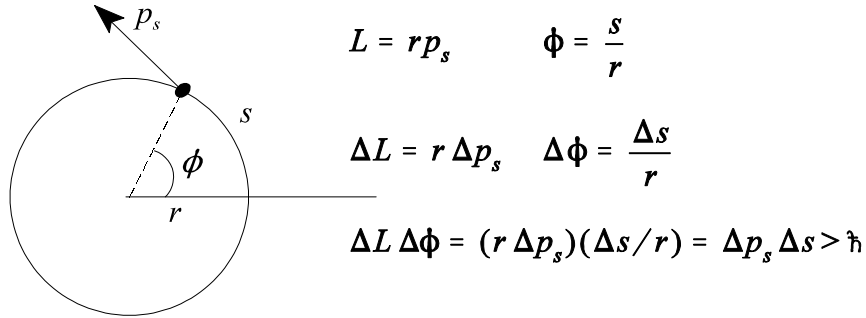 p_s
s
ϕ
r
L = rp_s    ϕ = s/r
ΔL = r Δp_s    Δϕ = Δs/r
ΔL Δϕ = (r Δp_s)(Δs/r) = Δp_s Δs > ħ